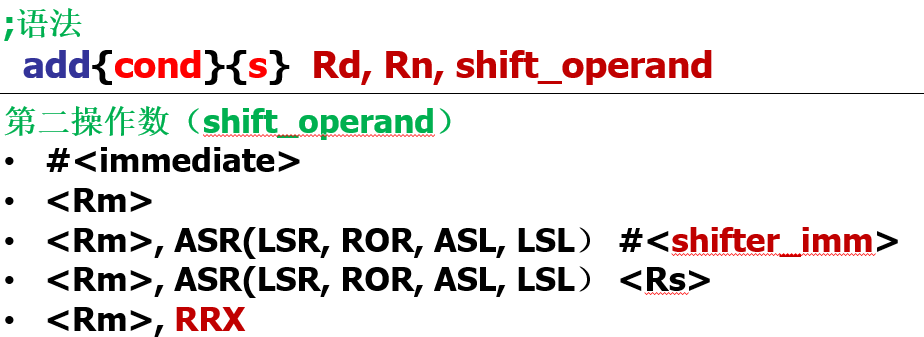 ;语法
add{cond}{s} Rd, Rn, shift_operand
第二操作数（shift_operand）
• #<immediate>
• <Rm>
• <Rm>, ASR(LSR, ROR, ASL, LSL） #<shifter_imm>
• <Rm>, ASR(LSR, ROR, ASL, LSL） <Rs>
• <Rm>, RRX